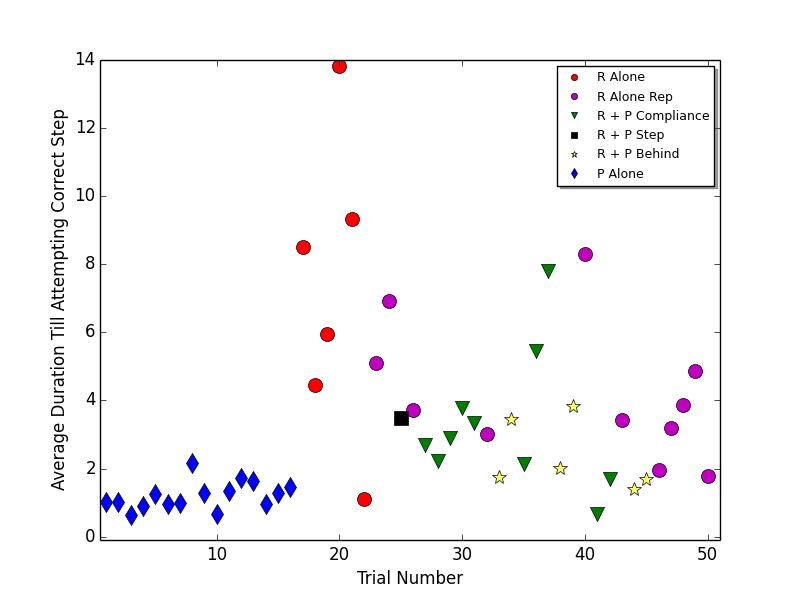 14
12
10
8
6
4
2
0
Average Duration Till Attempting Correct Step
R Alone
R Alone Rep
R + P Compliance
R + P Step
R + P Behind
P Alone
10 20 30 40 50
Trial Number